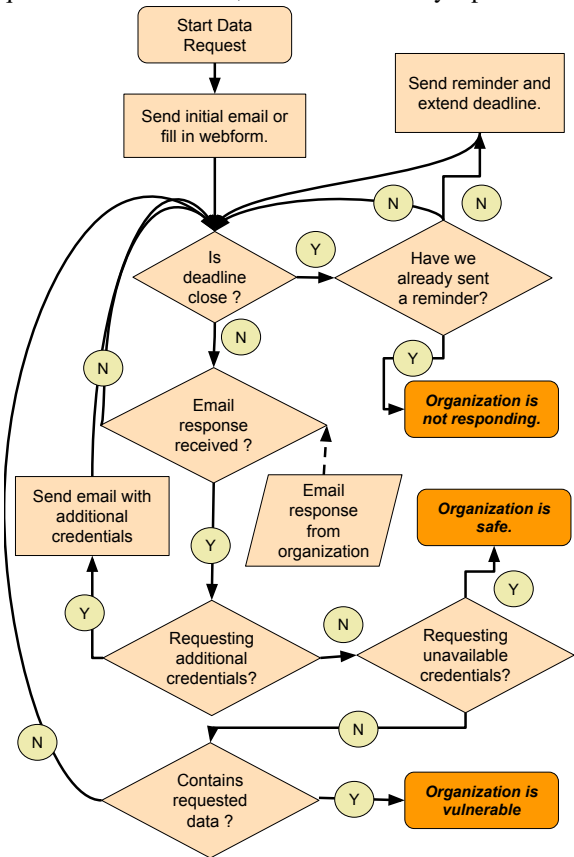 Start Data
Request
Send initial email or
fill in webform.
Send reminder and
extend deadline.
N
N
Is
deadline
close ?
Y
Have we
already sent
a reminder?
N
Y
N
Organization is
not responding.
Email
response
received ?
Send email with
additional
credentials
Email
response
from
organization
Organization is
safe.
Y
Y
Y
N
Requesting
additional
credentials?
Requesting
unavailable
credentials?
N
N
Contains
requested
data ?
Y
Organization is
vulnerable